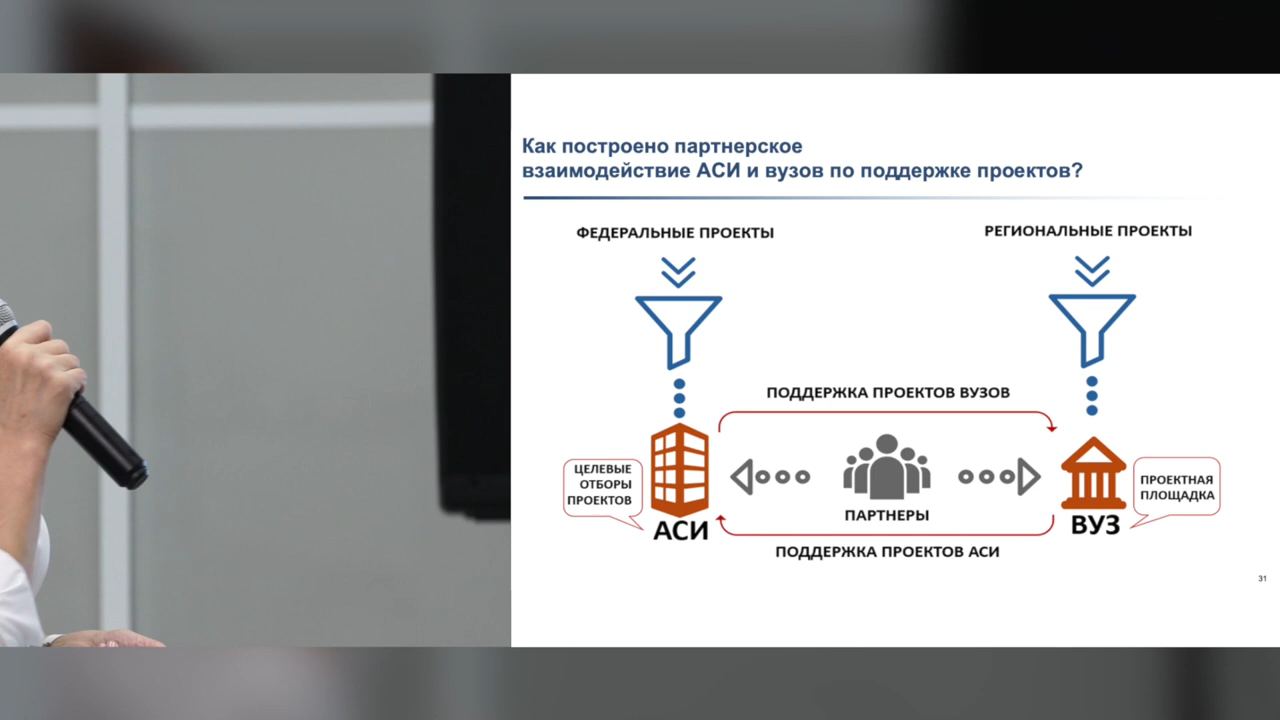 Как построено партнерское
взаимодействие АСИ и вузов по поддержке проектов?
ФЕДЕРАЛЬНЫЕ ПРОЕКТЫ
РЕГИОНАЛЬНЫЕ ПРОЕКТЫ
ПОДДЕРЖКА ПРОЕКТОВ ВУЗОВ
ЦЕЛЕВЫЕ
ОТБОРЫ
ПРОЕКТОВ
АСИ
ПАРТНЕРЫ
ВУЗ
ПРОЕКТНАЯ
ПЛОЩАДКА
ПОДДЕРЖКА ПРОЕКТОВ АСИ
31